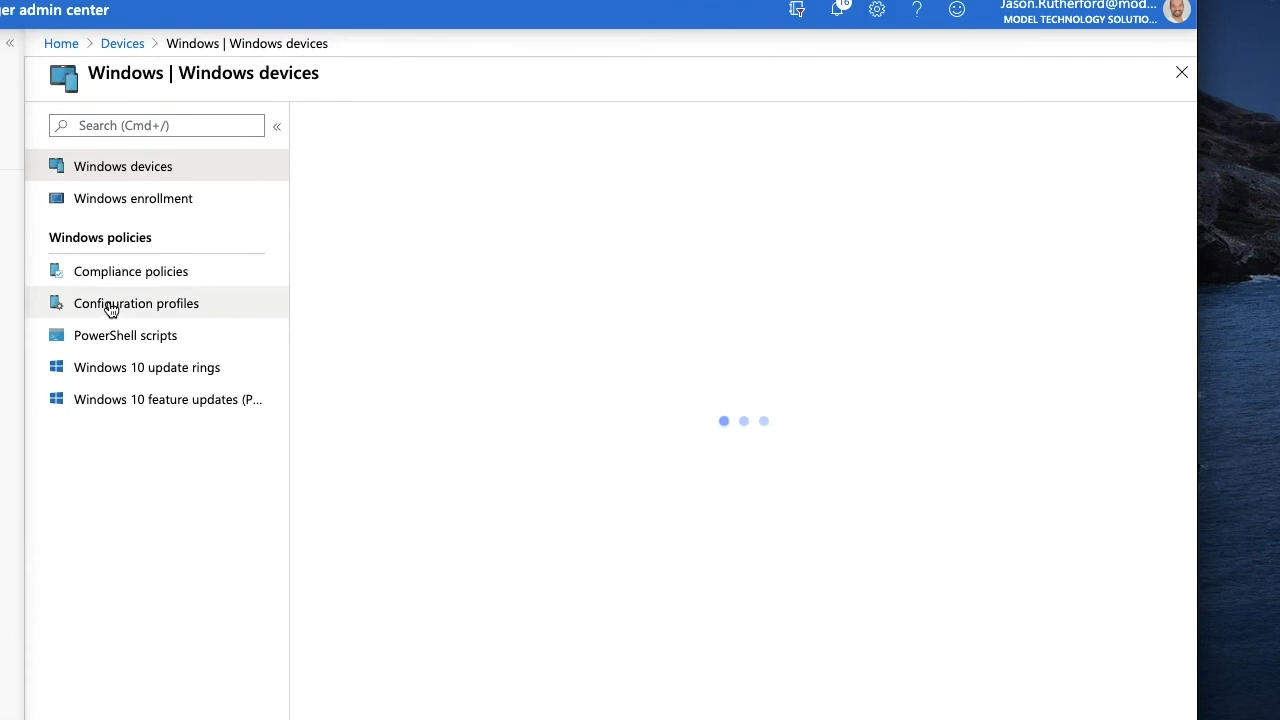 ger admin center
16
Jason.Rutherford@mod...
MODEL TECHNOLOGY SOLUTIO...
Home > Devices > Windows | Windows devices
Windows | Windows devices
Search (Cmd+/)
Windows devices
Windows enrollment
Windows policies
Compliance policies
Configuration profiles
PowerShell scripts
Windows 10 update rings
Windows 10 feature updates (P...